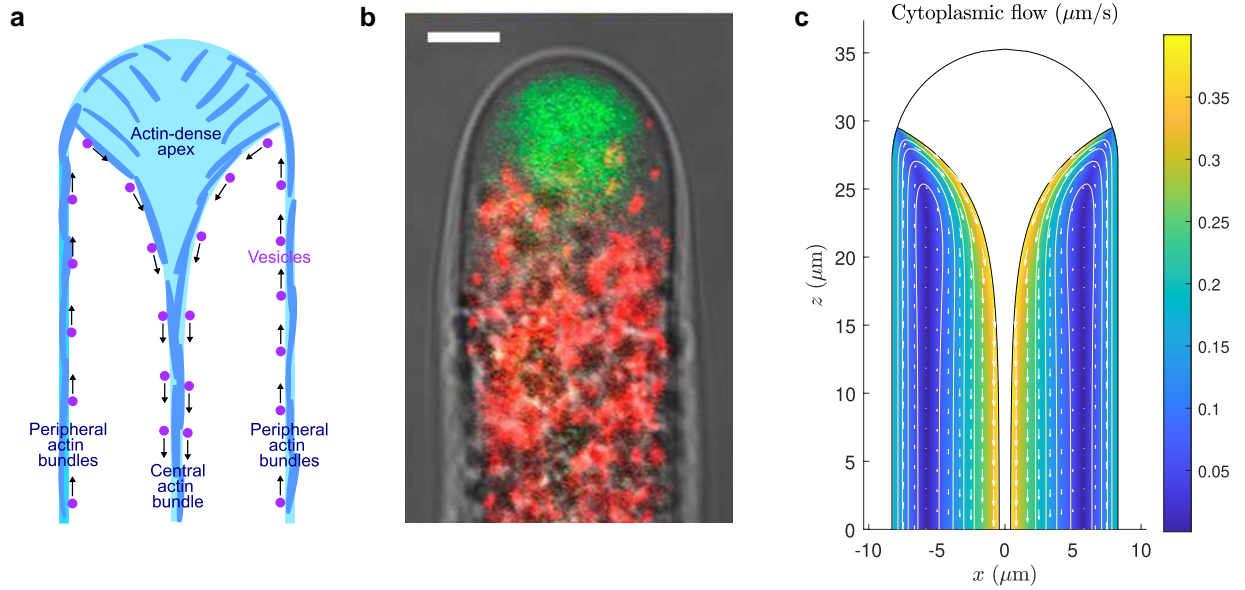 a
Actin-dense
apex
Vesicles
Peripheral
actin
bundles
Central
actin
bundle
Peripheral
actin
bundles
b
c
Cytoplasmic flow (μm/s)
35
30
25
20
15
10
5
0
z (μm)
-10
-5
0
5
10
x (μm)
0.35
0.3
0.25
0.2
0.15
0.1
0.05